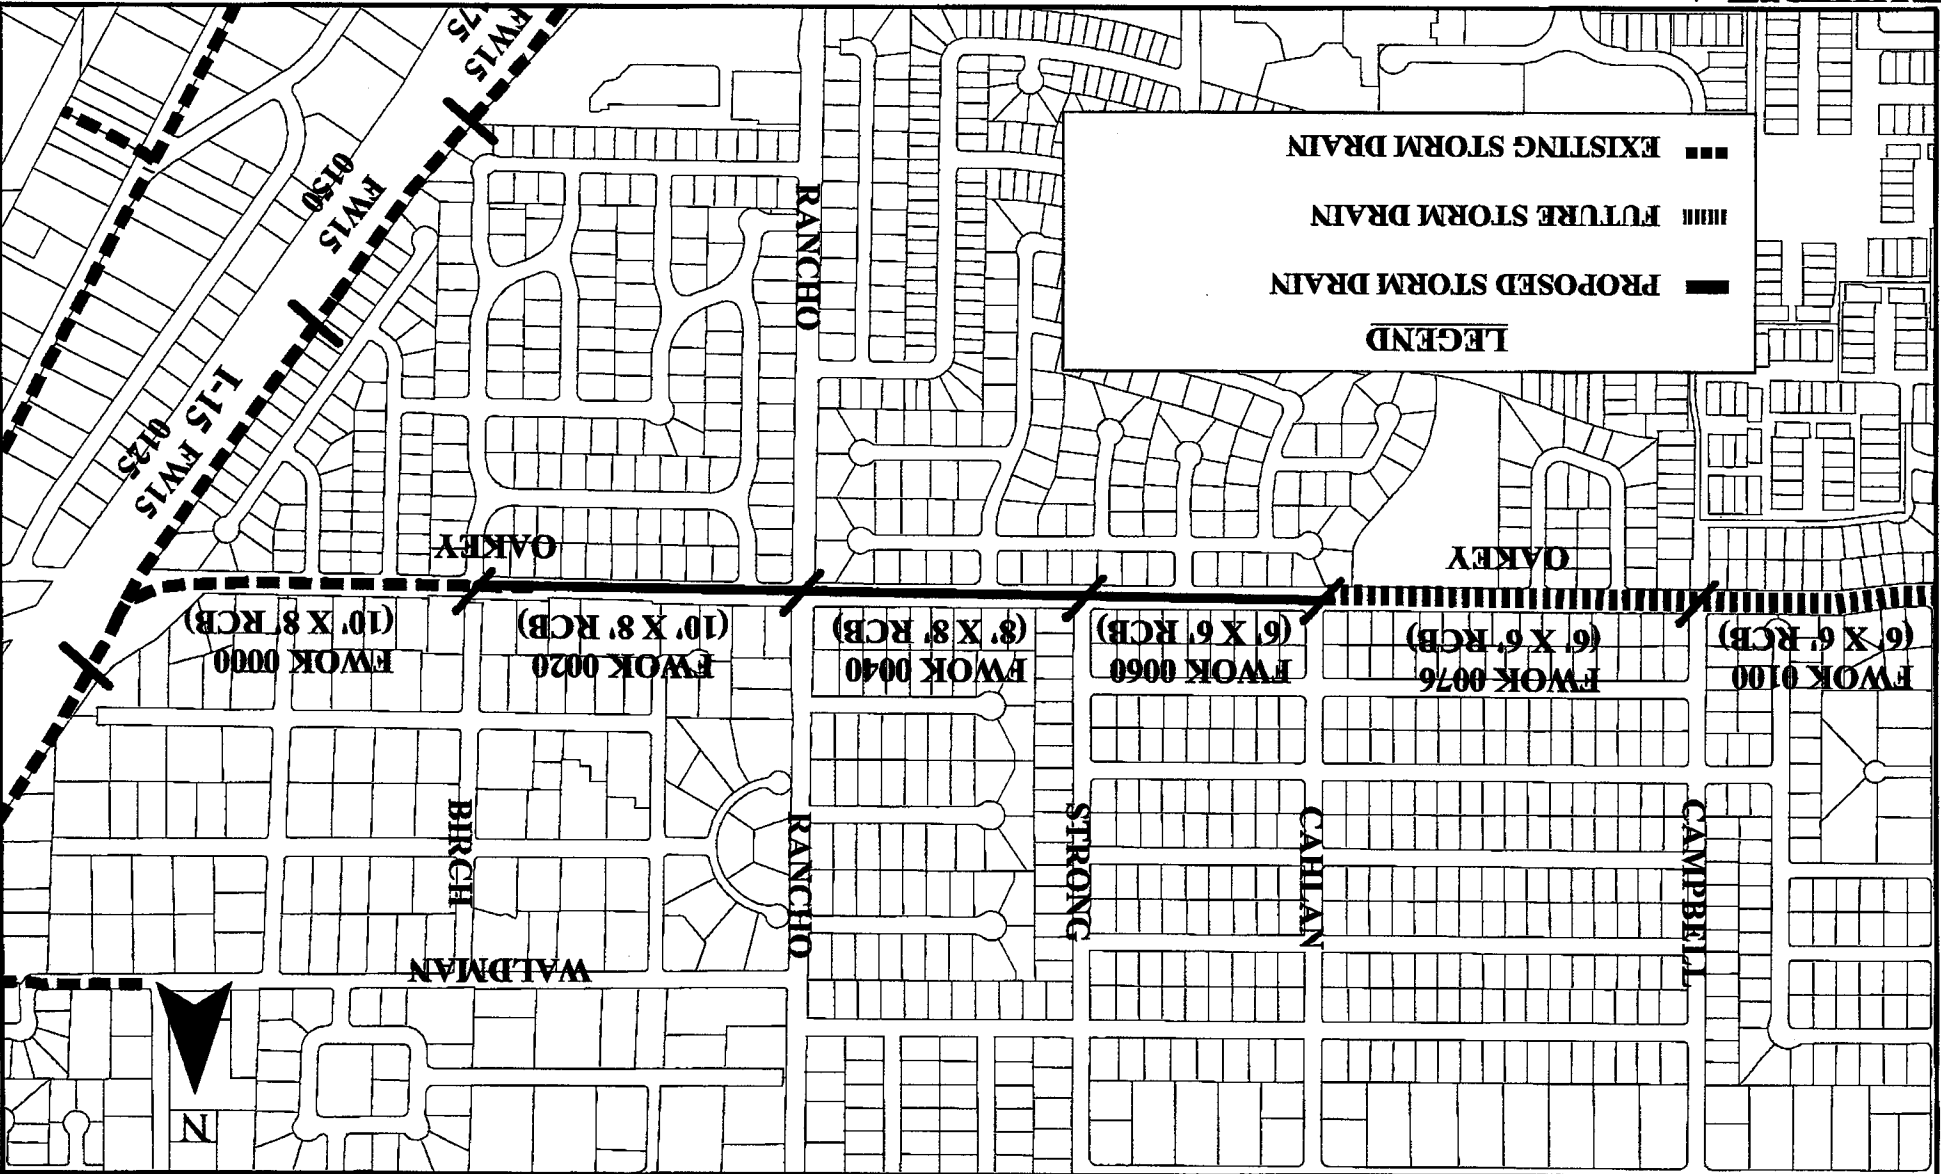 N
WALDMAN
CAMPBELL
CAHLAN
STRONG
RANCHO
BIRCH
FWOK 0100
(6' X 6' RCB)
FWOK 0076
(6' X 6' RCB)
FWOK 0060
(6' X 6' RCB)
FWOK 0040
(8' X 8' RCB)
FWOK 0020
(10' X 8' RCB)
FWOK 0000
(10' X 8' RCB)
OAKEY
OAKEY
I-15 FW15
0125
FW15
0150
FW15
RANCHO
LEGEND
PROPOSED STORM DRAIN
FUTURE STORM DRAIN
EXISTING STORM DRAIN